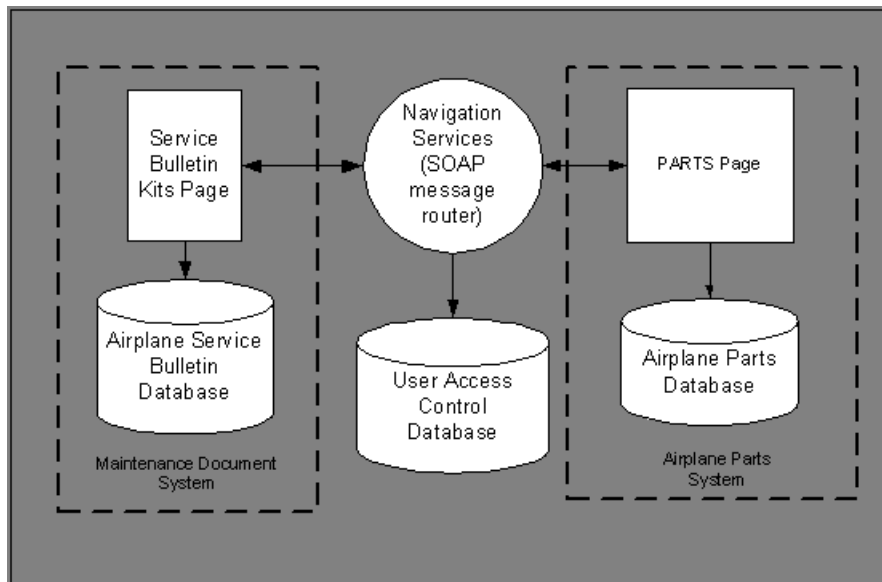 Service
Bulletin
Kits Page
Navigation
Services
(SOAP
message
router)
PARTS Page
Airplane Service
Bulletin
Database
User Access
Control
Database
Airplane Parts
Database
Maintenance Document
System
Airplane Parts
System